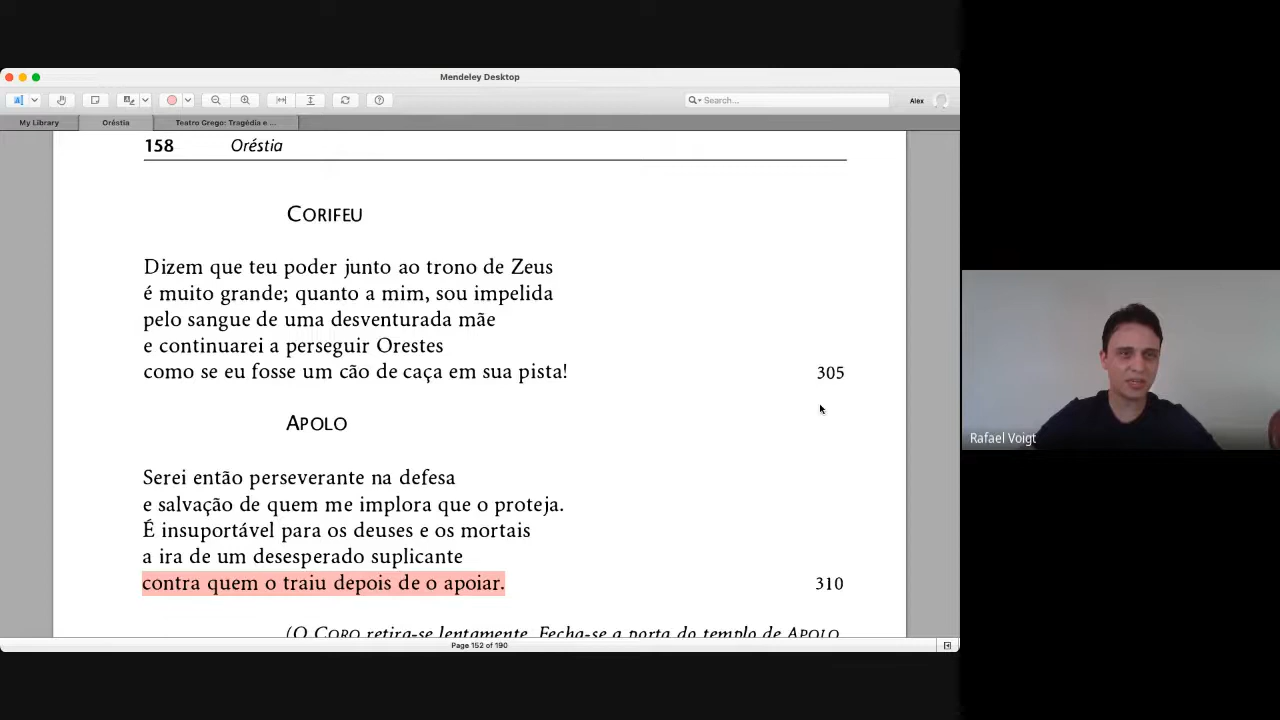 Mendeley Desktop
Search...
Alex
My Library
Oréstia
Teatro Grego: Tragédia e ...
158 Oréstia
CORIFEU
Dizem que teu poder junto ao trono de Zeus
é muito grande; quanto a mim, sou impelida
pelo sangue de uma desventurada mãe
e continuarei a perseguir Orestes
como se eu fosse um cão de caça em sua pista! 305
APOLO
Serei então perseverante na defesa
e salvação de quem me implora que o proteja.
É insuportável para os deuses e os mortais
a ira de um desesperado suplicante
contra quem o traiu depois de o apoiar. 310
(O CORO retira-se lentamente. Fecha-se a porta do templo de APOLO
Page 152 of 190
Rafael Voigt